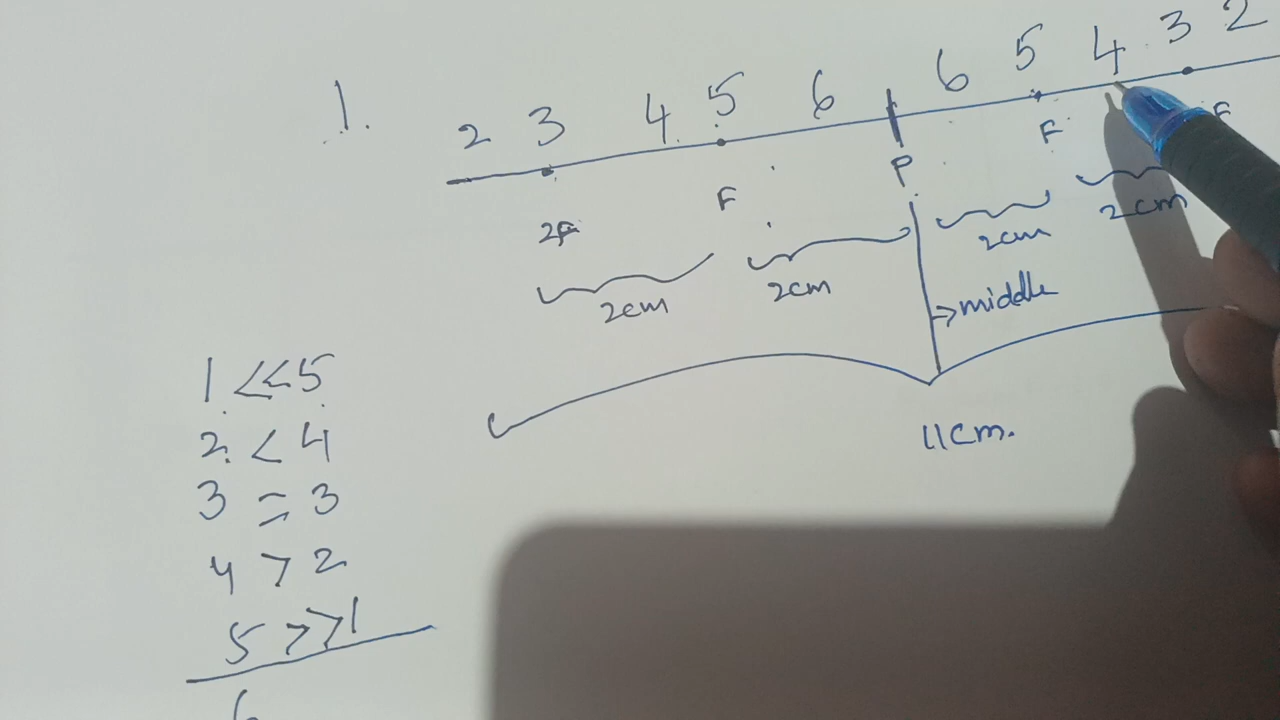 1. 2 3 4 5 6 6 5 4 3 2
P F F
2F F
2cm 2cm 2cm 2cm
→ middle
11cm.
1 << 5
2 < 4
3 = 3
4 > 2
5 >> 1
6